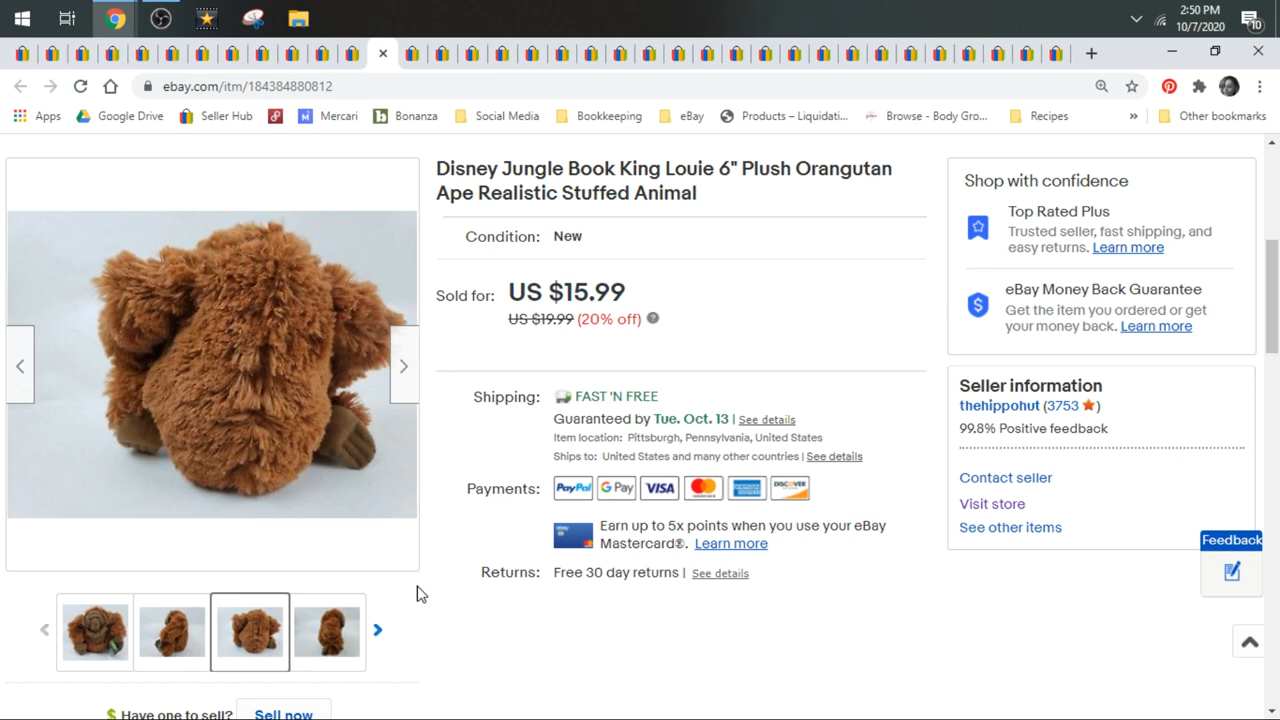 2:50 PM
10/7/2020
10
ebay.com/itm/184384880812
Apps
Google Drive
Seller Hub
Mercari
Bonanza
Social Media
Bookkeeping
eBay
Products – Liquidati...
Browse - Body Gro...
Recipes
»
Other bookmarks
Disney Jungle Book King Louie 6" Plush Orangutan
Ape Realistic Stuffed Animal
Condition: New
Sold for: US $15.99
US $19.99 (20% off)
Shipping: FAST 'N FREE
Guaranteed by Tue. Oct. 13 | See details
Item location: Pittsburgh, Pennsylvania, United States
Ships to: United States and many other countries | See details
Payments: PayPal G Pay VISA MasterCard AMERICAN EXPRESS DISCOVER
Earn up to 5x points when you use your eBay
Mastercard®. Learn more
Returns: Free 30 day returns | See details
Have one to sell? Sell now
Shop with confidence
Top Rated Plus
Trusted seller, fast shipping, and
easy returns. Learn more
eBay Money Back Guarantee
Get the item you ordered or get
your money back. Learn more
Seller information
thehippohut (3753)
99.8% Positive feedback
Contact seller
Visit store
See other items
Feedback